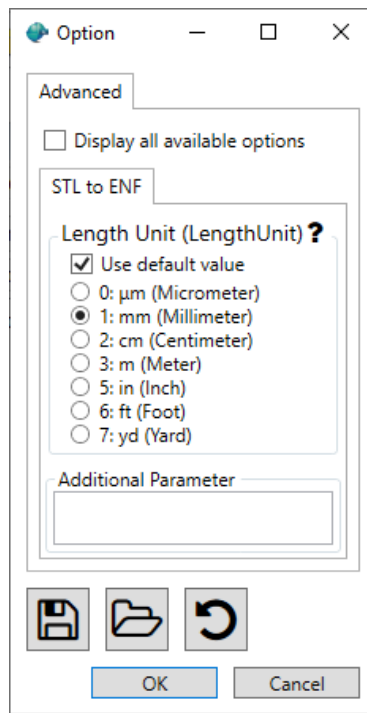 Option
Advanced
Display all available options
STL to ENF
Length Unit (LengthUnit) ?
Use default value
0: µm (Micrometer)
1: mm (Millimeter)
2: cm (Centimeter)
3: m (Meter)
5: in (Inch)
6: ft (Foot)
7: yd (Yard)
Additional Parameter
OK Cancel